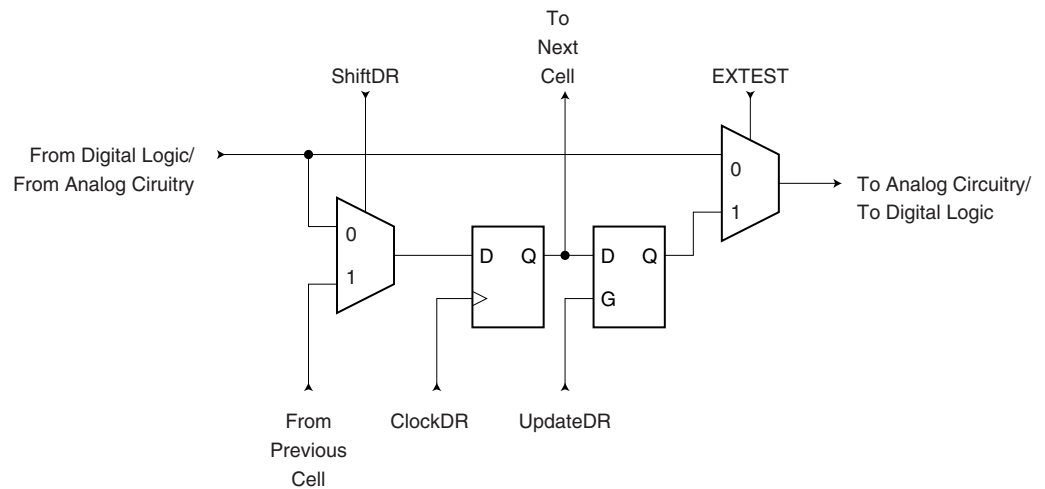 To
Next
Cell
ShiftDR
EXTEST
From Digital Logic/
From Analog Ciruitry
0
1
To Analog Circuitry/
To Digital Logic
0
1
D Q
D Q
G
From
Previous
Cell
ClockDR
UpdateDR